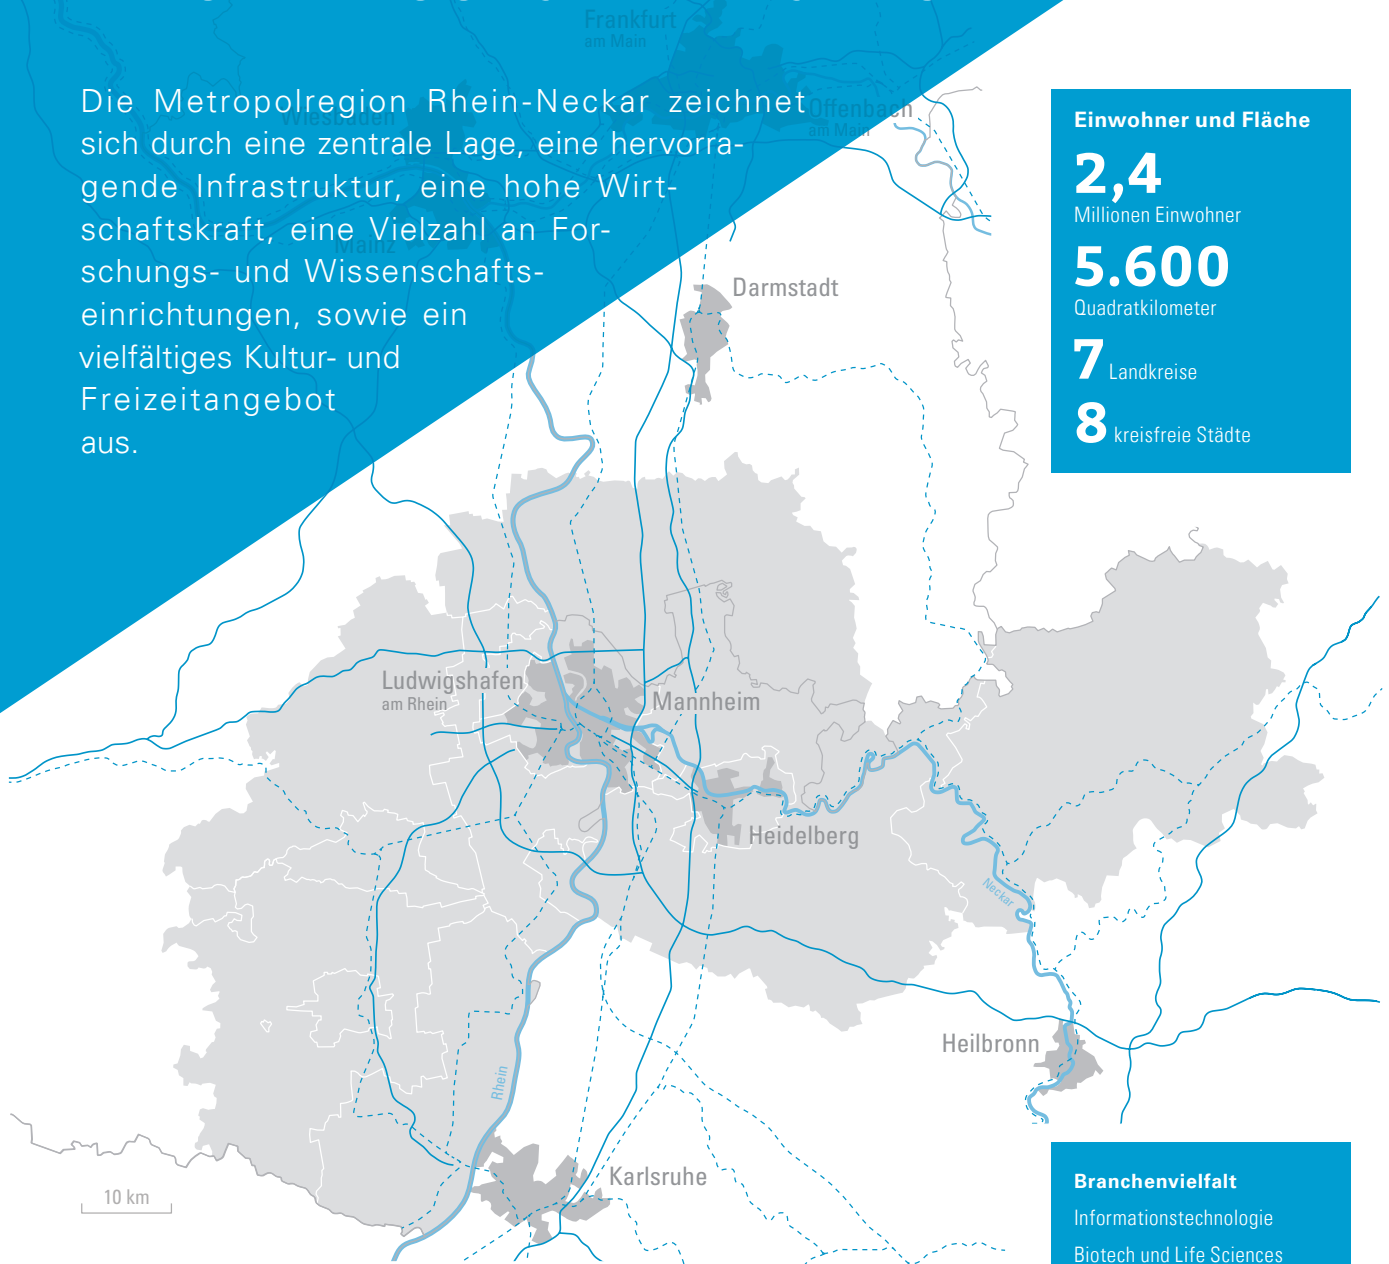 Frankfurt
am Main
Wiesbaden
Offenbach
am Main
Mainz
Die Metropolregion Rhein-Neckar zeichnet
sich durch eine zentrale Lage, eine hervorra-
gende Infrastruktur, eine hohe Wirt-
schaftskraft, eine Vielzahl an For-
schungs- und Wissenschafts-
einrichtungen, sowie ein
vielfältiges Kultur- und
Freizeitangebot
aus.
Einwohner und Fläche
2,4
Millionen Einwohner
5.600
Quadratkilometer
7 Landkreise
8 kreisfreie Städte
Darmstadt
Ludwigshafen
am Rhein
Mannheim
Heidelberg
Neckar
Heilbronn
Rhein
Karlsruhe
10 km
Branchenvielfalt
Informationstechnologie
Biotech und Life Sciences